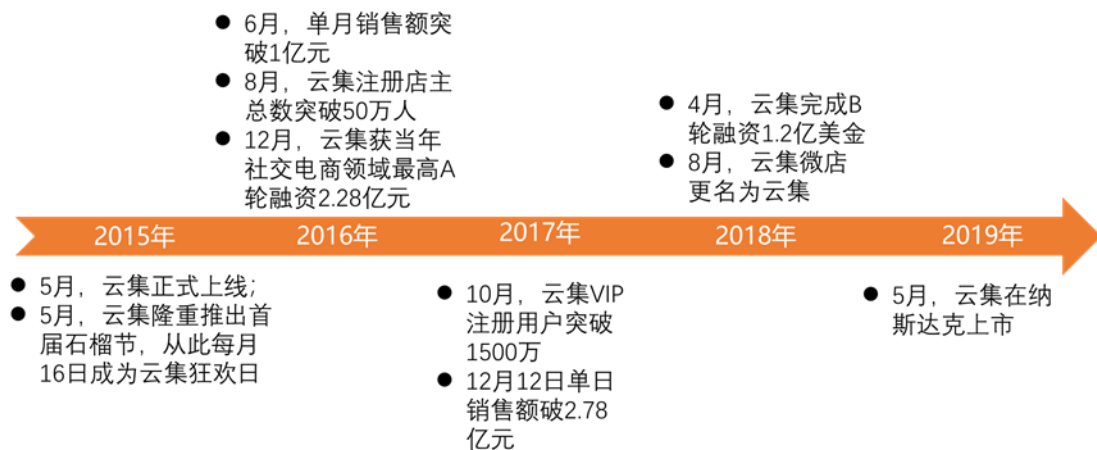 6月，单月销售额突
破1亿元
8月，云集注册店主
总数突破50万人
12月，云集获当年
社交电商领域最高A
轮融资2.28亿元
4月，云集完成B
轮融资1.2亿美金
8月，云集微店
更名为云集
2015年
2016年
2017年
2018年
2019年
5月，云集正式上线；
5月，云集隆重推出首
届石榴节，从此每月
16日成为云集狂欢日
10月，云集VIP
注册用户突破
1500万
12月12日单日
销售额破2.78
亿元
5月，云集在纳
斯达克上市